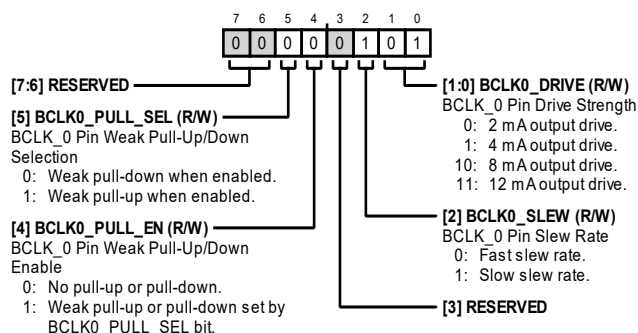 7 6 5 4 3 2 1 0
0 0 0 0 0 1 0 1
[7:6] RESERVED
[5] BCLK0_PULL_SEL (R/W)
BCLK_0 Pin Weak Pull-Up/Down
Selection
0: Weak pull-down when enabled.
1: Weak pull-up when enabled.
[4] BCLK0_PULL_EN (R/W)
BCLK_0 Pin Weak Pull-Up/Down
Enable
0: No pull-up or pull-down.
1: Weak pull-up or pull-down set by
BCLK0_PULL_SEL bit.
[1:0] BCLK0_DRIVE (R/W)
BCLK_0 Pin Drive Strength
0: 2 mA output drive.
1: 4 mA output drive.
10: 8 mA output drive.
11: 12 mA output drive.
[2] BCLK0_SLEW (R/W)
BCLK_0 Pin Slew Rate
0: Fast slew rate.
1: Slow slew rate.
[3] RESERVED